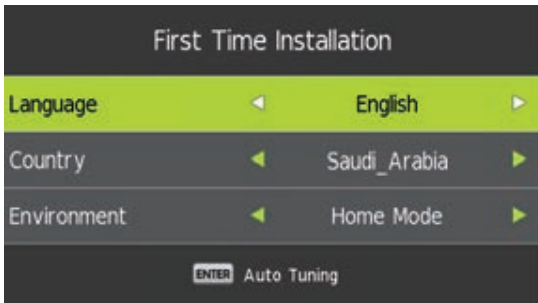 First Time Installation
Language English
Country Saudi_Arabia
Environment Home Mode
ENTER Auto Tuning